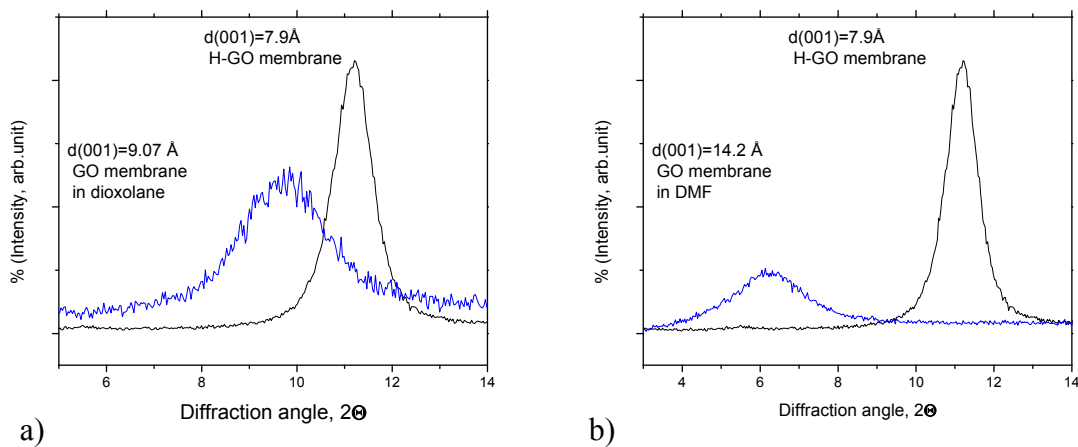 d(001)=7.9Å
H-GO membrane
d(001)=9.07 Å
GO membrane
in dioxolane
% (Intensity, arb.unit)
6 8 10 12 14
Diffraction angle, 2Θ
a)
d(001)=7.9Å
H-GO membrane
d(001)=14.2 Å
GO membrane
in DMF
% (Intensity, arb.unit)
4 6 8 10 12 14
Diffraction angle, 2Θ
b)